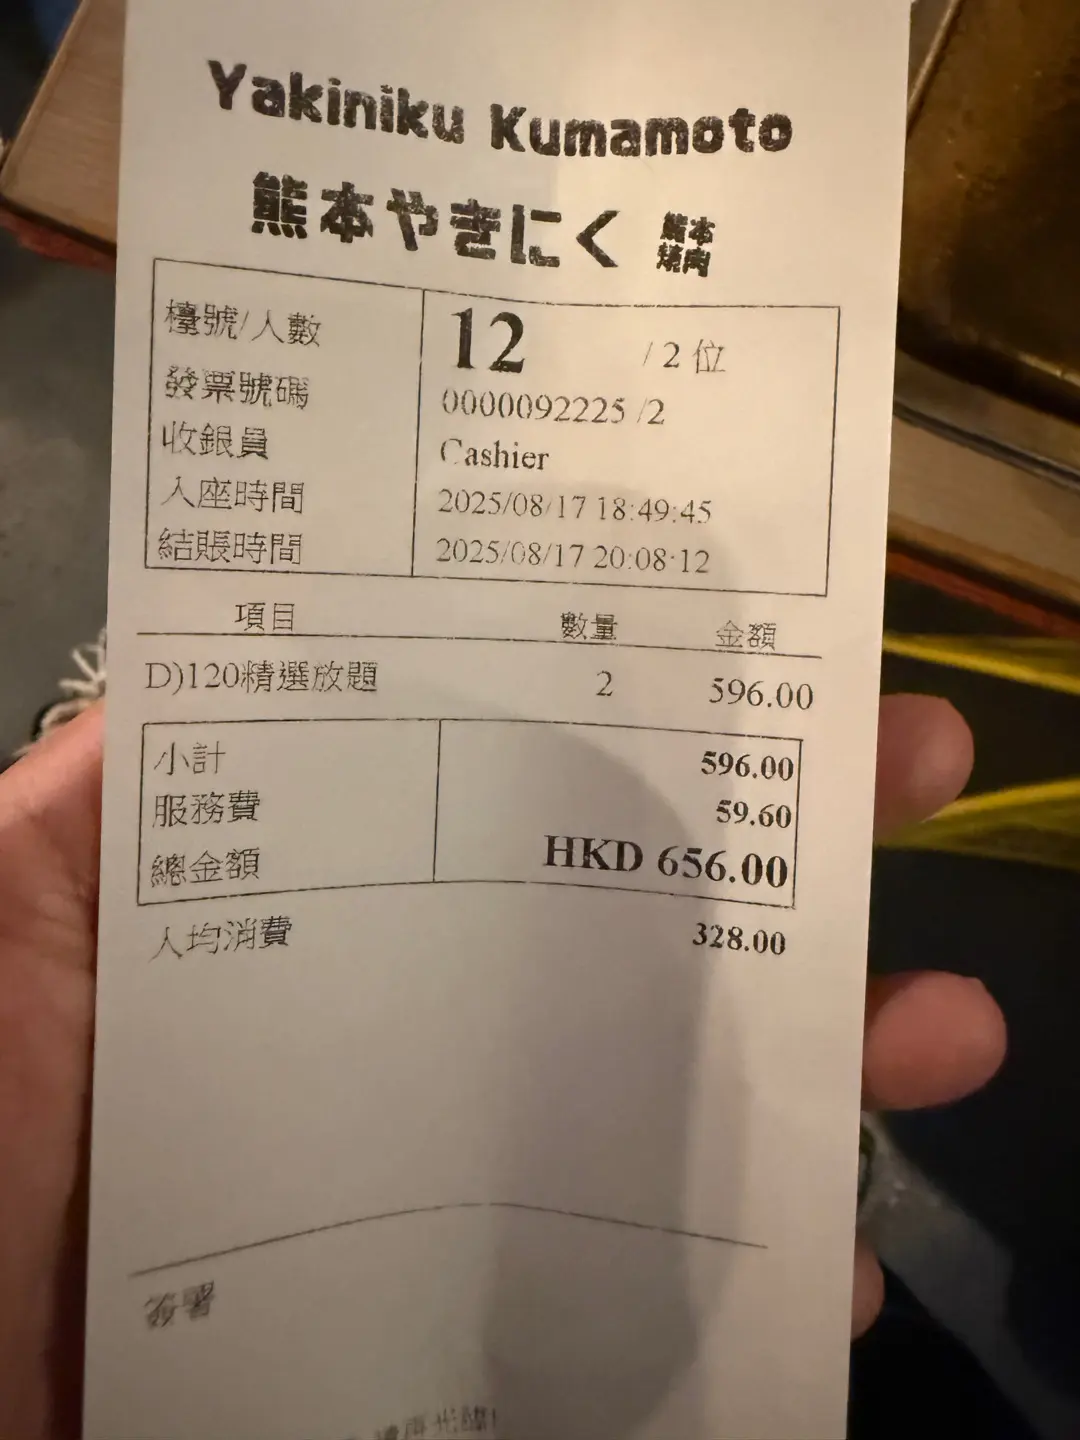 Yakiniku Kumamoto
熊本やきにく 熊本焼肉
檯號/人數 12 / 2 位
發票號碼 0000092225 /2
收銀員 Cashier
入座時間 2025/08/17 18:49:45
結賬時間 2025/08/17 20:08:12
項目 數量 金額
D)120精選放題 2 596.00
小計 596.00
服務費 59.60
總金額 HKD 656.00
人均消費 328.00
簽署